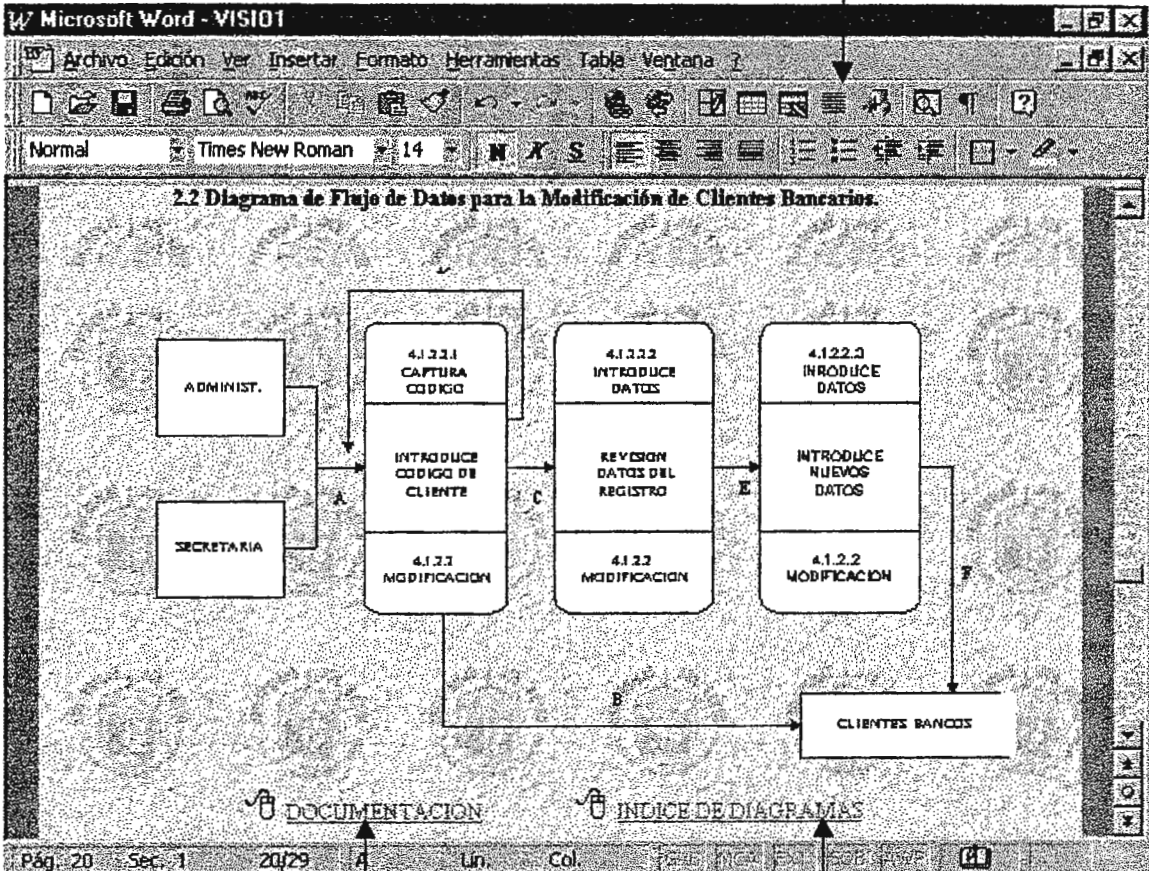 Microsoft Word - VISIO1
Archivo Edición Ver Insertar Formato Herramientas Tabla Ventana ?
Normal Times New Roman 14 N K S
2.2 Diagrama de Flujo de Datos para la Modificación de Clientes Bancarios.
ADMINIST.
SECRETARIA
A
4.1.2.2.1
CAPTURA
CODIGO
INTRODUCE
CODIGO DE
CLIENTE
4.1.2.2
MODIFICACION
C
4.1.2.2.2
INTRODUCE
DATOS
REVISION
DATOS DEL
REGISTRO
4.1.2.2
MODIFICACION
E
4.1.2.2.3
INRODUCE
DATOS
INTRODUCE
NUEVOS
DATOS
4.1.2.2
MODIFICACION
F
B
CLIENTES BANCOS
DOCUMENTACION INDICE DE DIAGRAMAS
Pág. 20 Sec. 1 20/29 A Lín. Col.